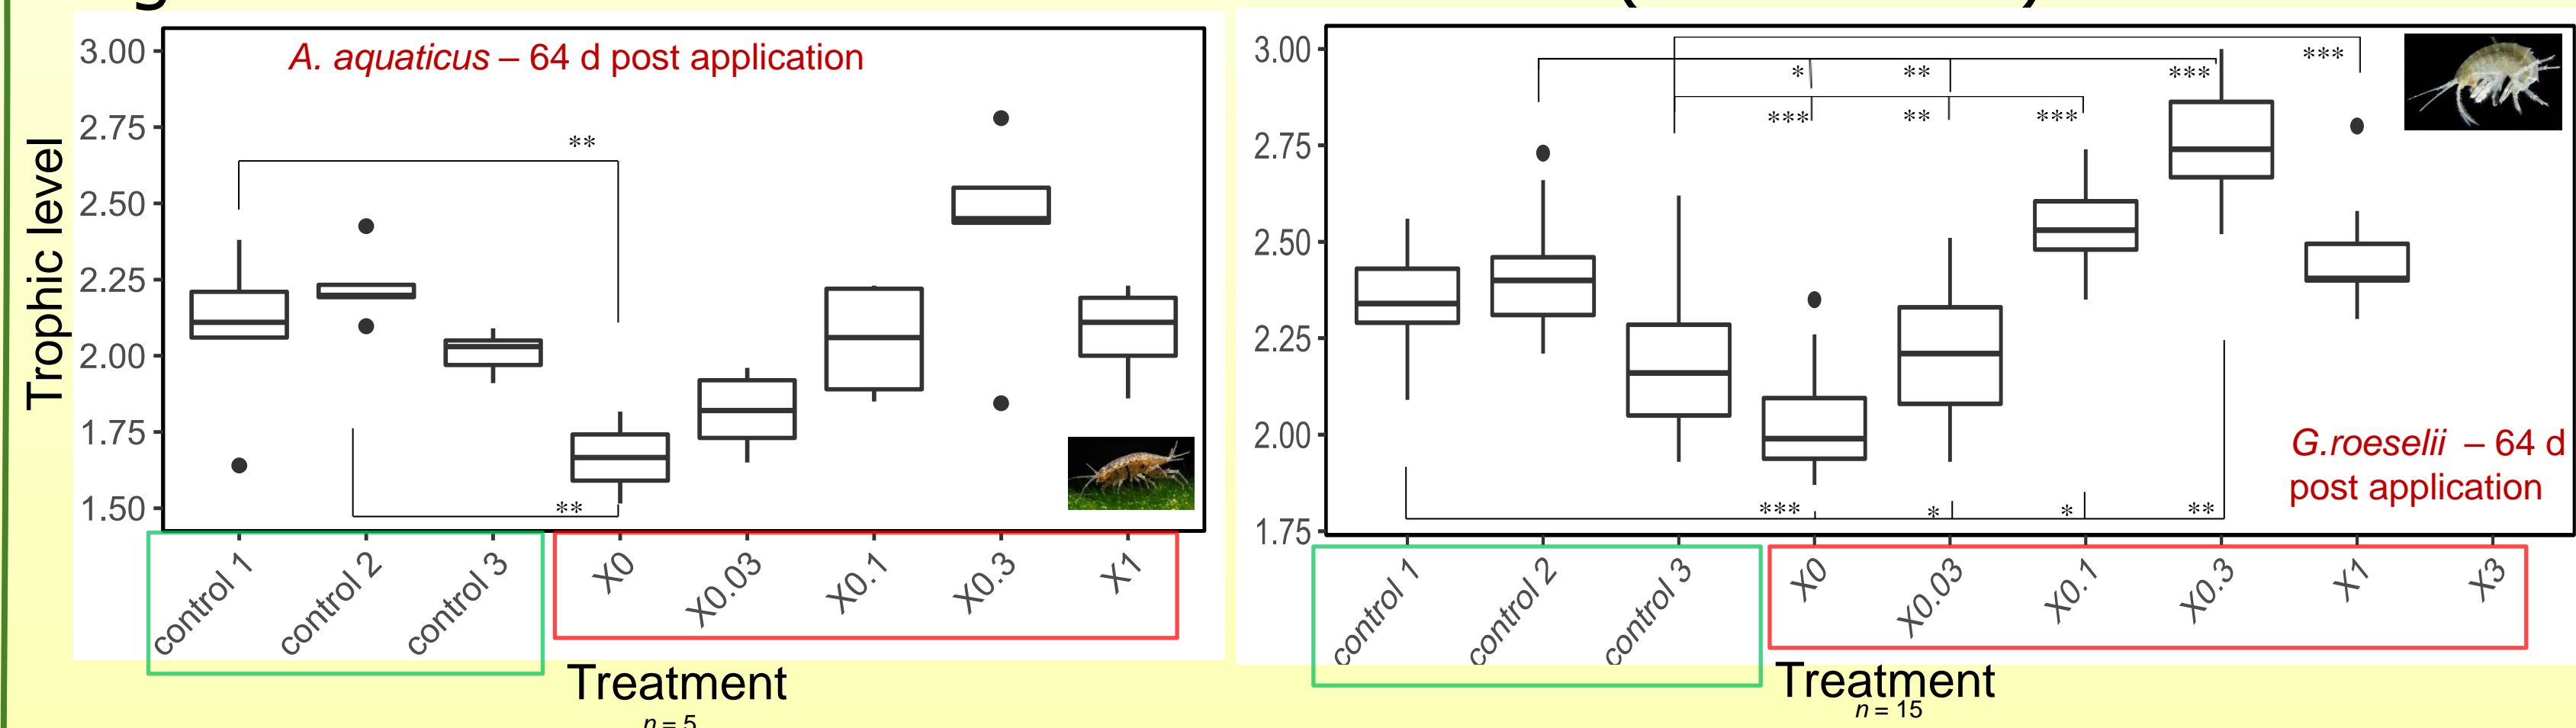 Trophic level
A. aquaticus – 64 d post application
3.00
2.75
2.50
2.25
2.00
1.75
1.50
**
**
control 1
control 2
control 3
X0
X0.03
X0.1
X0.3
X1
Treatment
n = 5
3.00
2.75
2.50
2.25
2.00
1.75
***
* ** ***
*** ** ***
G.roeselii – 64 d
post application
*** * * **
control 1
control 2
control 3
X0
X0.03
X0.1
X0.3
X1
X3
Treatment
n = 15